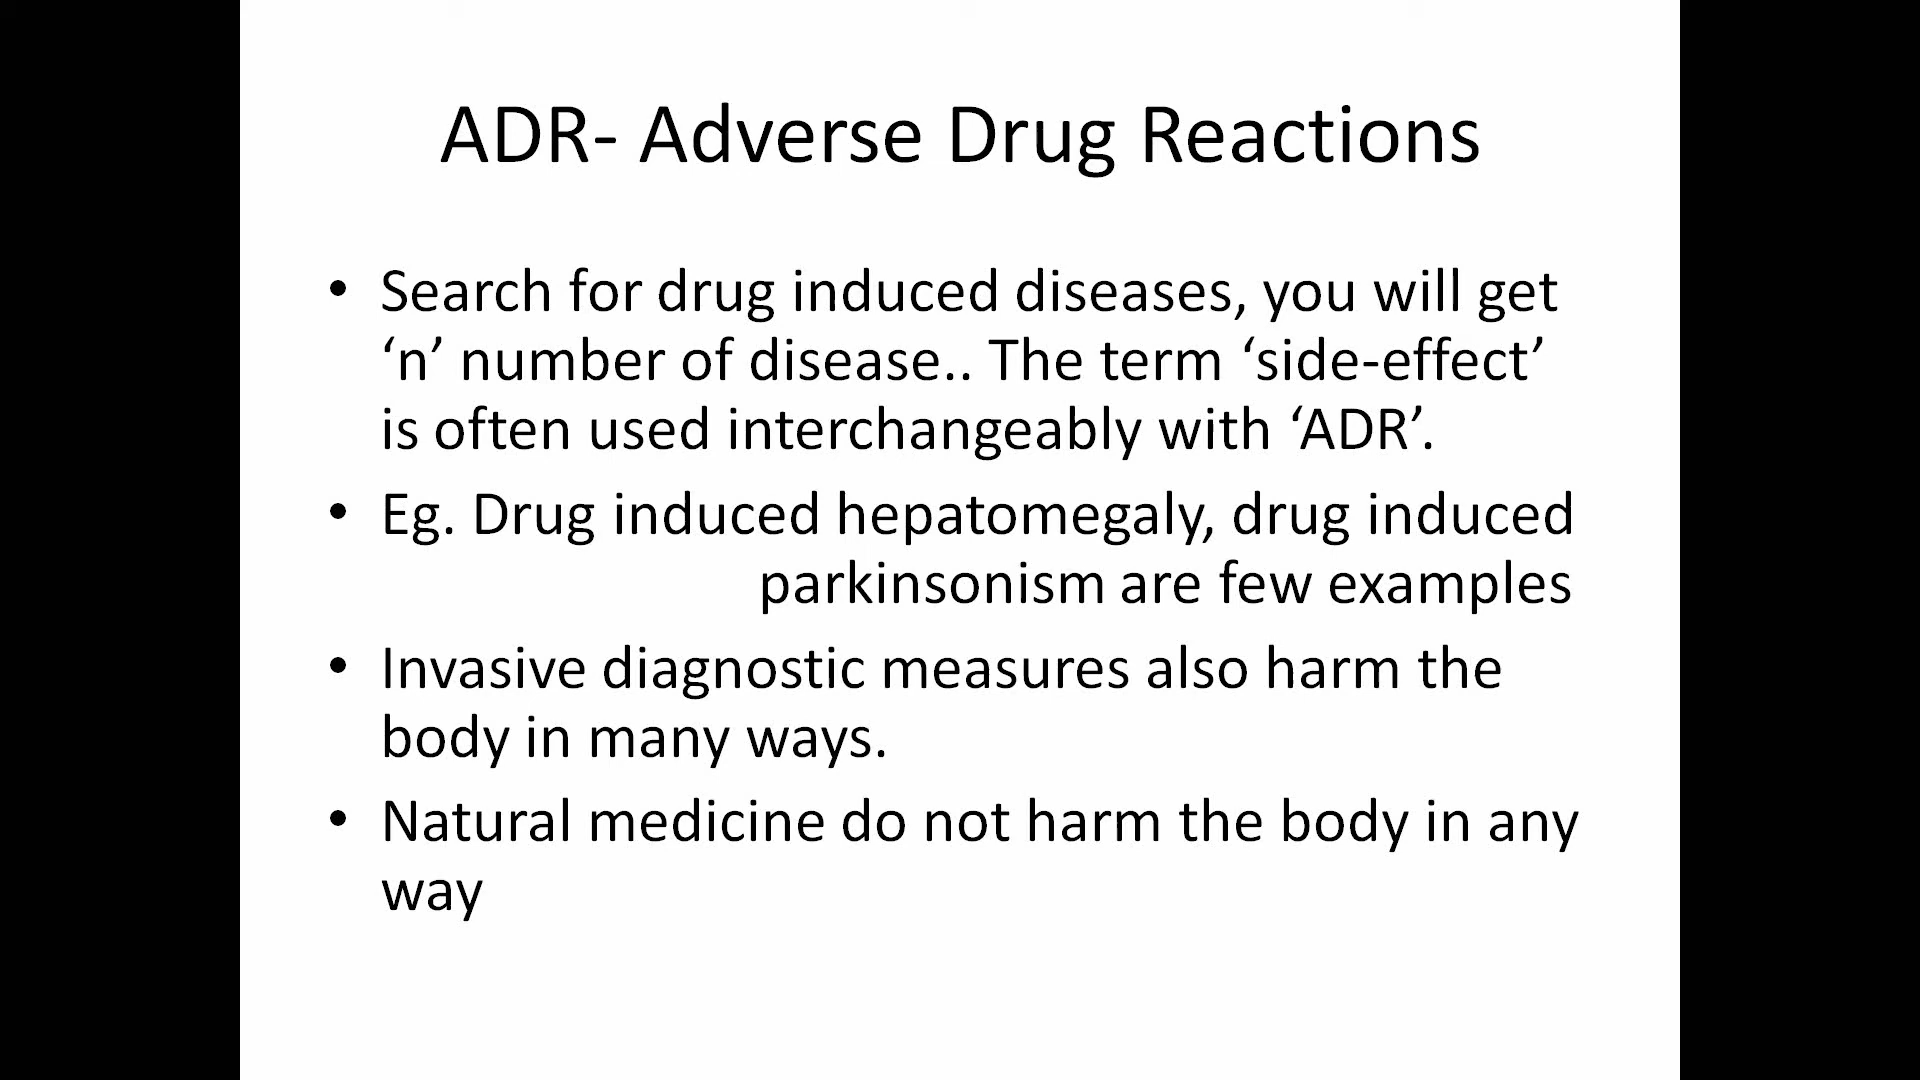 ADR- Adverse Drug Reactions
• Search for drug induced diseases, you will get
‘n’ number of disease.. The term ‘side-effect’
is often used interchangeably with ‘ADR’.
• Eg. Drug induced hepatomegaly, drug induced
parkinsonism are few examples
• Invasive diagnostic measures also harm the
body in many ways.
• Natural medicine do not harm the body in any
way